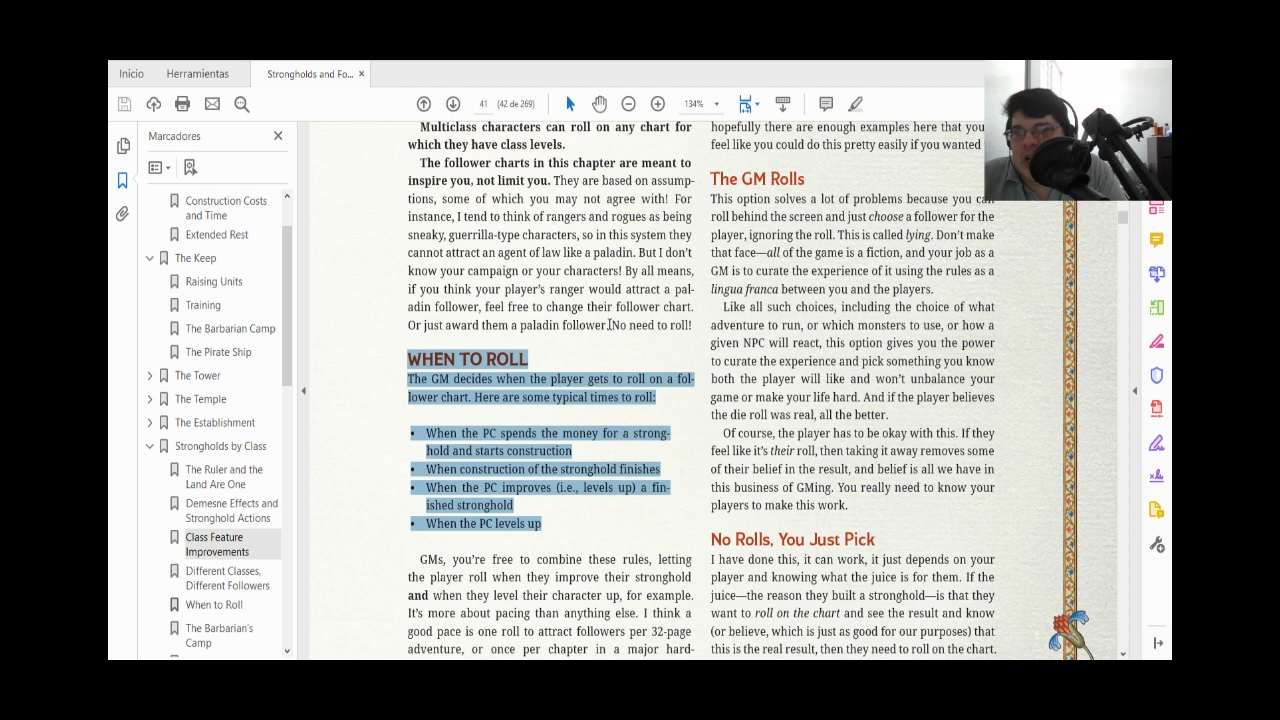 Inicio
Herramientas
Strongholds and Fo...
41
(42 de 269)
134%
Marcadores
Construction Costs
and Time
Extended Rest
The Keep
Raising Units
Training
The Barbarian Camp
The Pirate Ship
The Tower
The Temple
The Establishment
Strongholds by Class
The Ruler and the
Land Are One
Demesne Effects and
Stronghold Actions
Class Feature
Improvements
Different Classes,
Different Followers
When to Roll
The Barbarian's
Camp
Multiclass characters can roll on any chart for
which they have class levels.
The follower charts in this chapter are meant to
inspire you, not limit you. They are based on assump-
tions, some of which you may not agree with! For
instance, I tend to think of rangers and rogues as being
sneaky, guerrilla-type characters, so in this system they
cannot attract an agent of law like a paladin. But I don't
know your campaign or your characters! By all means,
if you think your player's ranger would attract a pal-
adin follower, feel free to change their follower chart.
Or just award them a paladin follower. No need to roll!
WHEN TO ROLL
The GM decides when the player gets to roll on a fol-
lower chart. Here are some typical times to roll:
• When the PC spends the money for a strong-
hold and starts construction
• When construction of the stronghold finishes
• When the PC improves (i.e., levels up) a fin-
ished stronghold
• When the PC levels up
GMs, you're free to combine these rules, letting
the player roll when they improve their stronghold
and when they level their character up, for example.
It's more about pacing than anything else. I think a
good pace is one roll to attract followers per 32-page
adventure, or once per chapter in a major hard-
hopefully there are enough examples here that you
feel like you could do this pretty easily if you wanted
The GM Rolls
This option solves a lot of problems because you can
roll behind the screen and just choose a follower for the
player, ignoring the roll. This is called lying. Don't make
that face—all of the game is a fiction, and your job as a
GM is to curate the experience of it using the rules as a
lingua franca between you and the players.
Like all such choices, including the choice of what
adventure to run, or which monsters to use, or how a
given NPC will react, this option gives you the power
to curate the experience and pick something you know
both the player will like and won't unbalance your
game or make your life hard. And if the player believes
the die roll was real, all the better.
Of course, the player has to be okay with this. If they
feel like it's their roll, then taking it away removes some
of their belief in the result, and belief is all we have in
this business of GMing. You really need to know your
players to make this work.
No Rolls, You Just Pick
I have done this, it can work, it just depends on your
player and knowing what the juice is for them. If the
juice—the reason they built a stronghold—is that they
want to roll on the chart and see the result and know
(or believe, which is just as good for our purposes) that
this is the real result, then they need to roll on the chart.